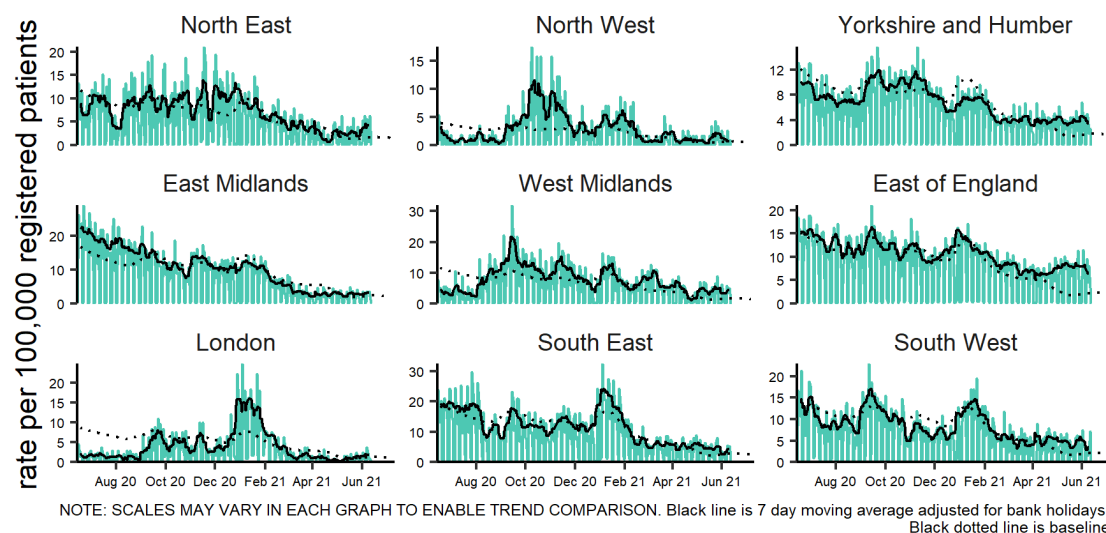 rate per 100,000 registered patients
North East
North West
Yorkshire and Humber
20
15
10
5
0
15
10
5
0
12
8
4
0
East Midlands
West Midlands
East of England
20
10
0
30
20
10
0
20
15
10
5
0
London
South East
South West
20
15
10
5
0
30
20
10
0
20
15
10
5
0
Aug 20 Oct 20 Dec 20 Feb 21 Apr 21 Jun 21
Aug 20 Oct 20 Dec 20 Feb 21 Apr 21 Jun 21
Aug 20 Oct 20 Dec 20 Feb 21 Apr 21 Jun 21
NOTE: SCALES MAY VARY IN EACH GRAPH TO ENABLE TREND COMPARISON. Black line is 7 day moving average adjusted for bank holidays
Black dotted line is baseline